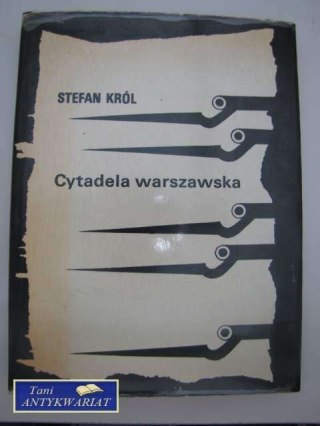 STEFAN KRÓL
Cytadela warszawska
Tani
ANTYKWARIAT